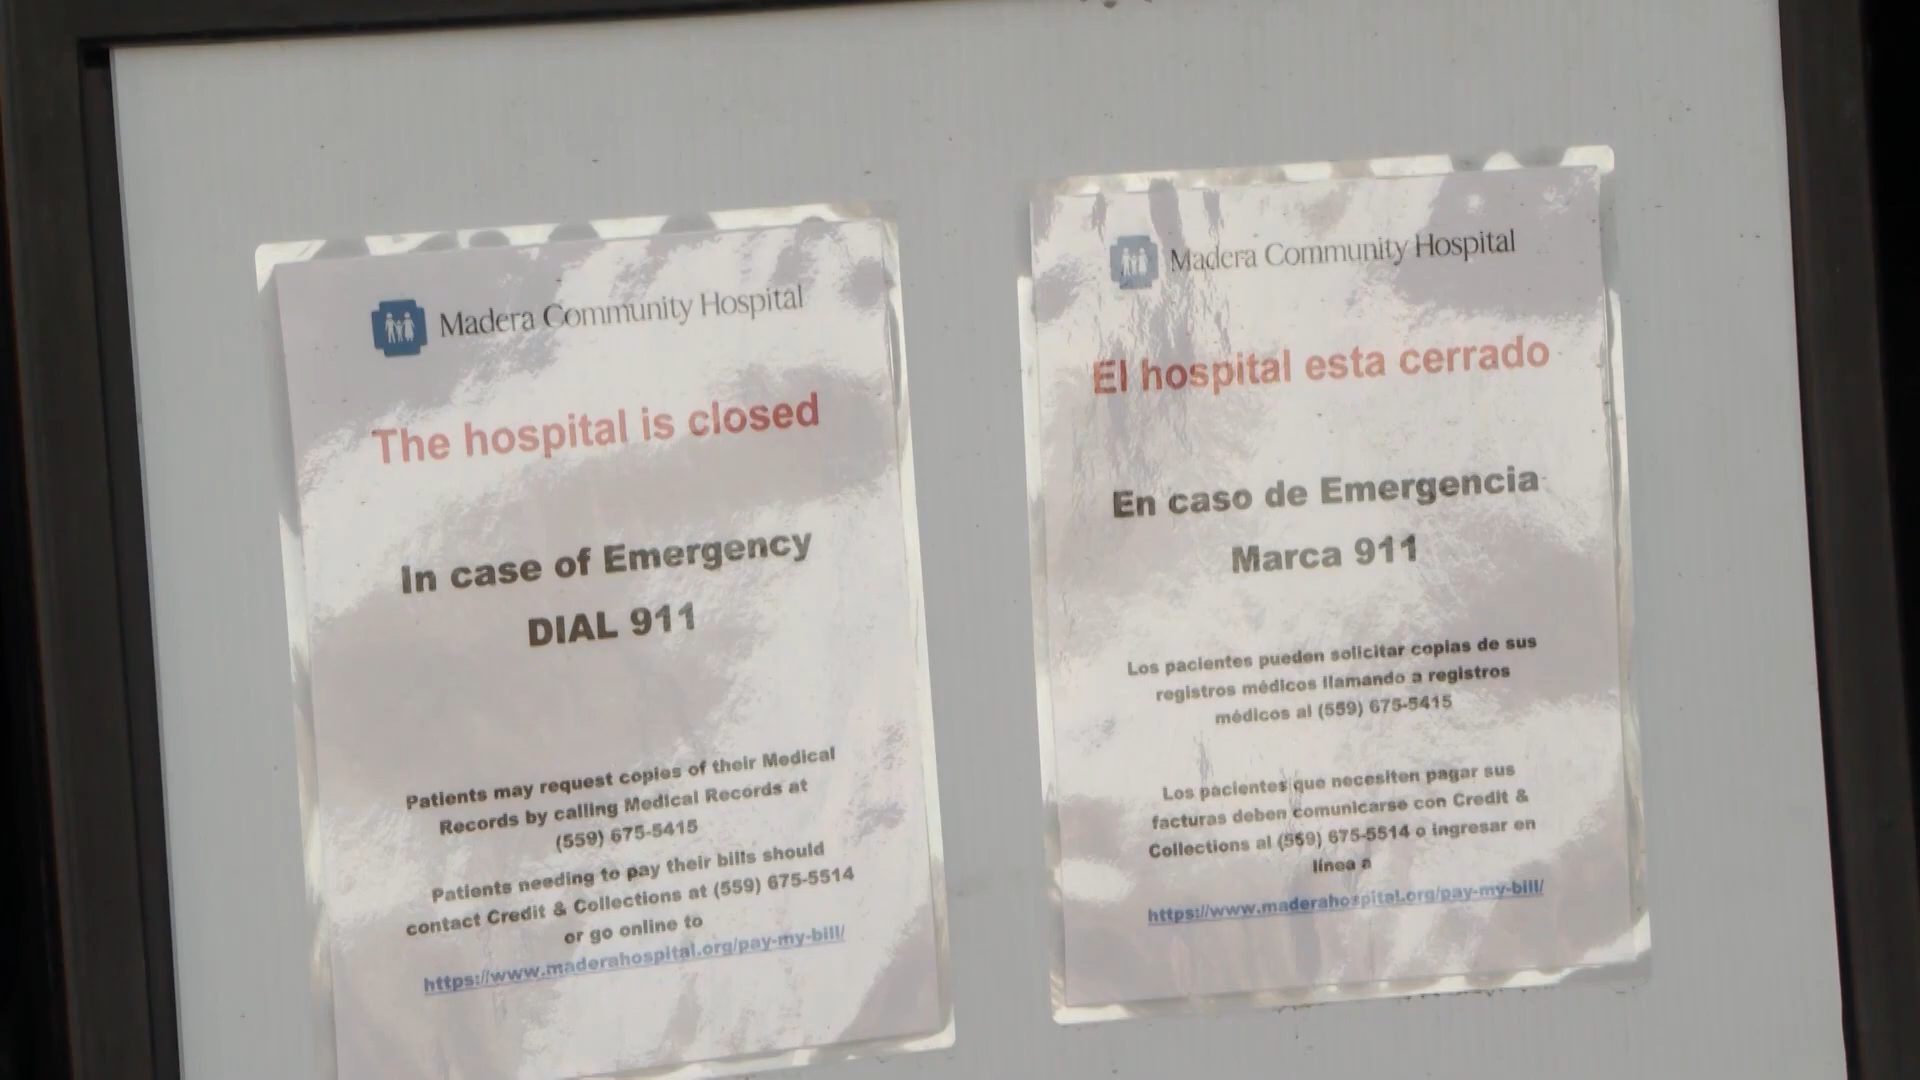 Madera Community Hospital
The hospital is closed
In case of Emergency
DIAL 911
Patients may request copies of their Medical
Records by calling Medical Records at
(559) 675-5415
Patients needing to pay their bills should
contact Credit & Collections at (559) 675-5514
or go online to
https://www.maderahospital.org/pay-my-bill/
Madera Community Hospital
El hospital esta cerrado
En caso de Emergencia
Marca 911
Los pacientes pueden solicitar copias de sus
registros médicos llamando a registros
médicos al (559) 675-5415
Los pacientes que necesiten pagar sus
facturas deben comunicarse con Credit &
Collections al (559) 675-5514 o ingresar en
línea a
https://www.maderahospital.org/pay-my-bill/